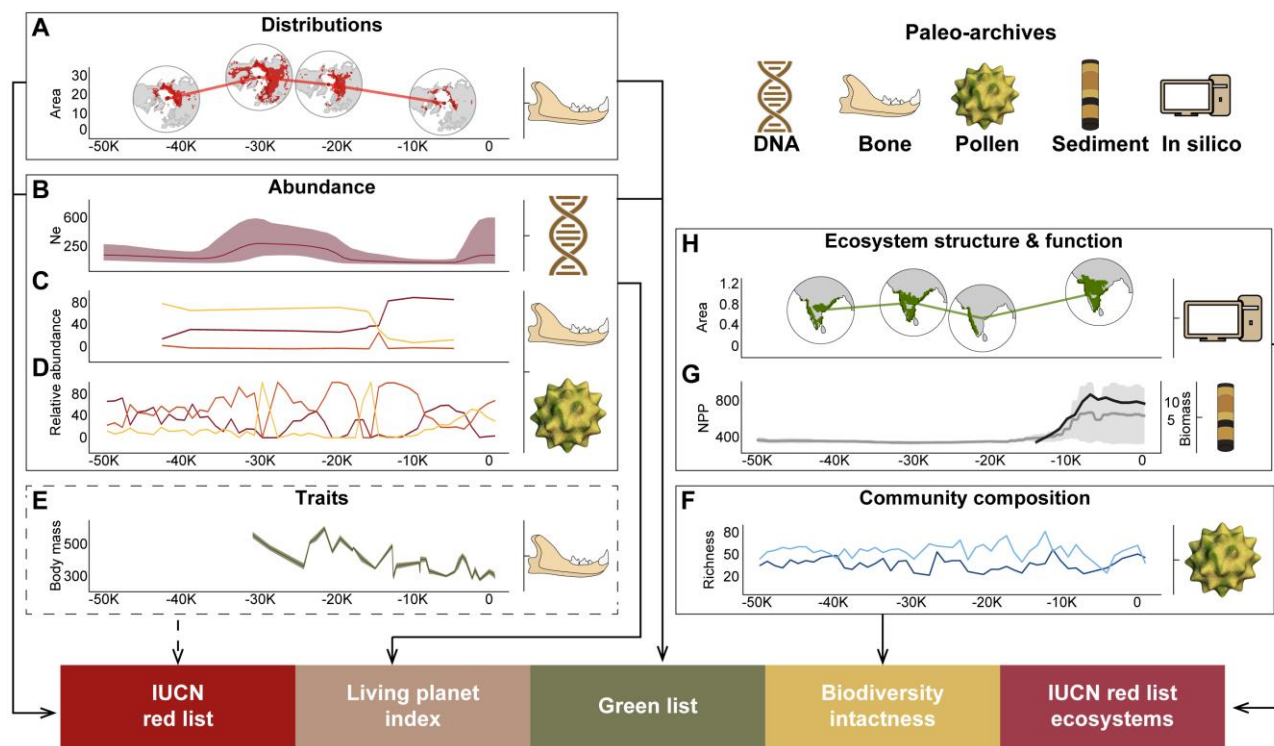 A
Distributions
Area
30
20
10
0
-50K -40K -30K -20K -10K 0
Paleo-archives
DNA Bone Pollen Sediment In silico
B
Abundance
Ne
600
250
C
80
40
0
Relative abundance
D
80
40
0
-50K -40K -30K -20K -10K 0
E
Traits
Body mass
500
300
-50K -40K -30K -20K -10K 0
H
Ecosystem structure & function
Area
1.2
0.8
0.4
0
G
NPP
800
400
10
5
Biomass
-50K -40K -30K -20K -10K 0
F
Community composition
Richness
80
50
20
-50K -40K -30K -20K -10K 0
IUCN
red list
Living planet
index
Green list
Biodiversity
intactness
IUCN red list
ecosystems